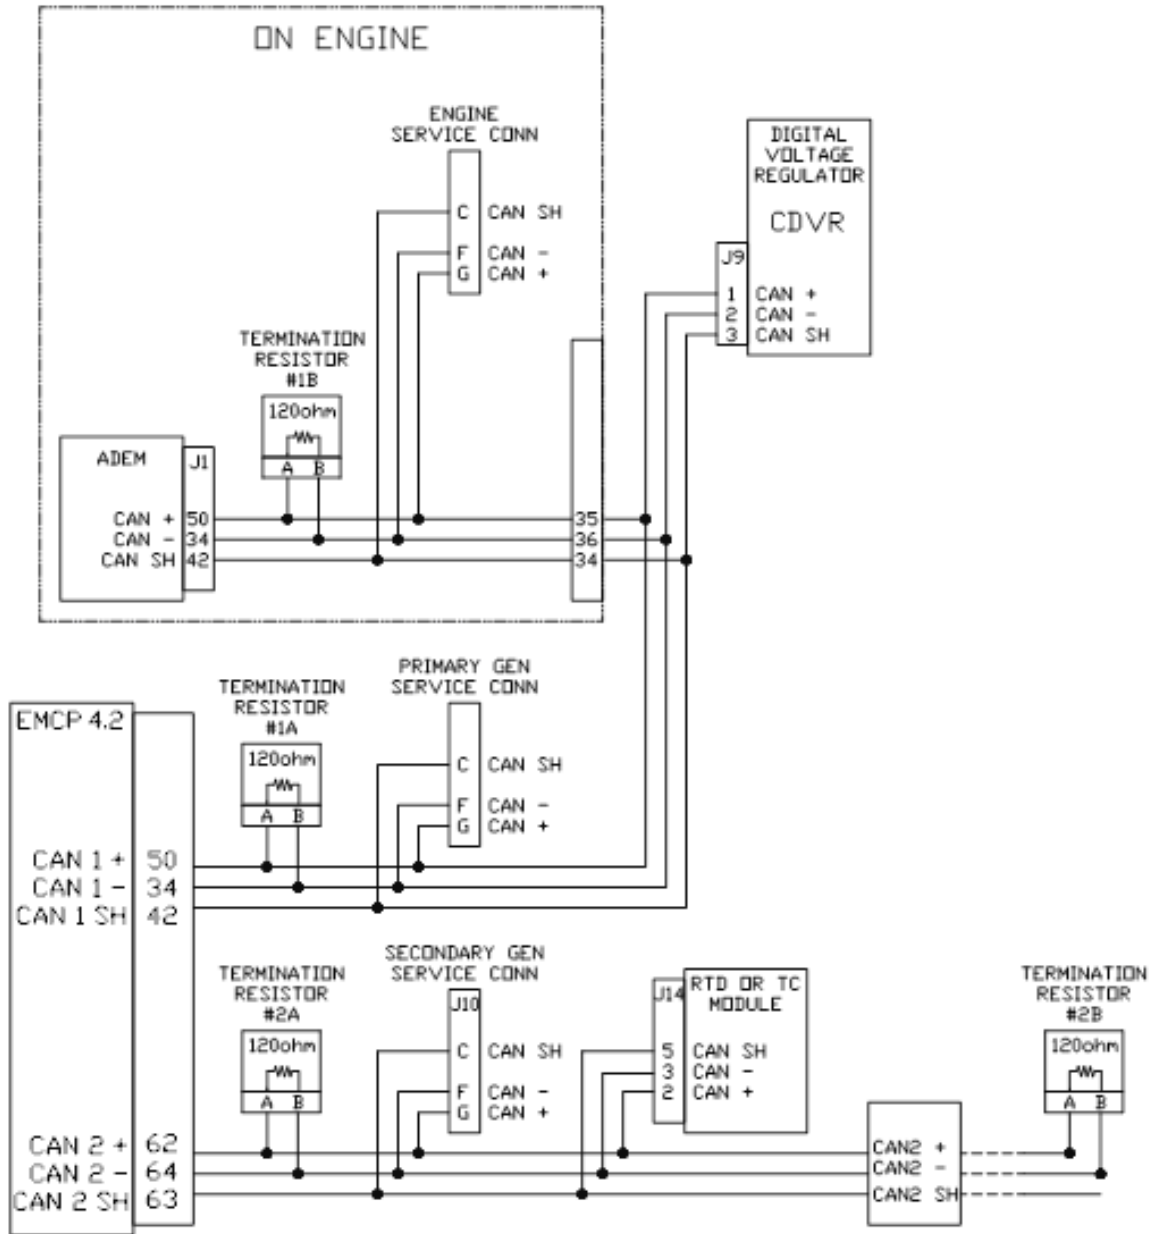 ON ENGINE
ENGINE
SERVICE CONN
C CAN SH
F CAN -
G CAN +
DIGITAL
VOLTAGE
REGULATOR
CDVR
J9
1 CAN +
2 CAN -
3 CAN SH
TERMINATION
RESISTOR
#1B
120ohm
A B
ADEM
J1
CAN + 50
CAN - 34
CAN SH 42
35
36
34
PRIMARY GEN
SERVICE CONN
C CAN SH
F CAN -
G CAN +
TERMINATION
RESISTOR
#1A
120ohm
A B
EMCP 4.2
CAN 1 + 50
CAN 1 - 34
CAN 1 SH 42
SECONDARY GEN
SERVICE CONN
J10
C CAN SH
F CAN -
G CAN +
TERMINATION
RESISTOR
#2A
120ohm
A B
J14
RTD OR TC
MODULE
5 CAN SH
3 CAN -
2 CAN +
TERMINATION
RESISTOR
#2B
120ohm
A B
CAN 2 + 62
CAN 2 - 64
CAN 2 SH 63
CAN2 +
CAN2 -
CAN2 SH